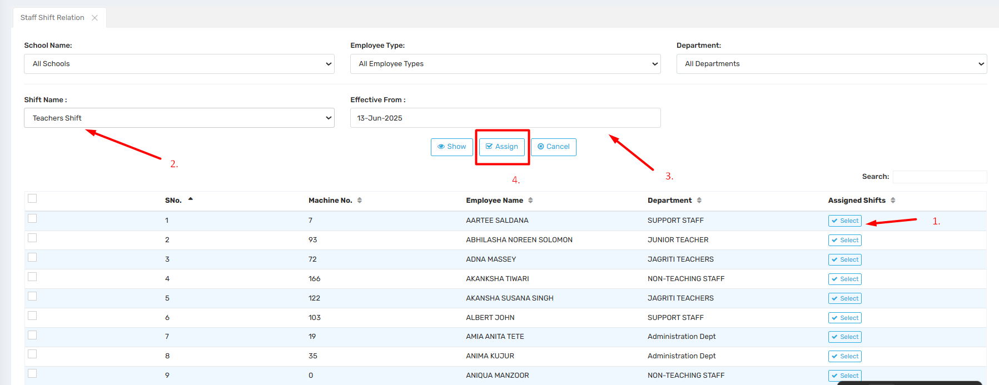 Staff Shift Relation
School Name: Employee Type: Department:
All Schools All Employee Types All Departments
Shift Name : Effective From :
Teachers Shift 13-Jun-2025
Show Assign Cancel
2.
3.
4.
Search:
SNo. Machine No. Employee Name Department Assigned Shifts
1 7 AARTEE SALDANA SUPPORT STAFF Select 1.
2 93 ABHILASHA NOREEN SOLOMON JUNIOR TEACHER Select
3 72 ADNA MASSEY JAGRITI TEACHERS Select
4 166 AKANKSHA TIWARI NON-TEACHING STAFF Select
5 122 AKANSHA SUSANA SINGH JAGRITI TEACHERS Select
6 103 ALBERT JOHN SUPPORT STAFF Select
7 19 AMIA ANITA TETE Administration Dept Select
8 35 ANIMA KUJUR Administration Dept Select
9 0 ANIQUA MANZOOR NON-TEACHING STAFF Select